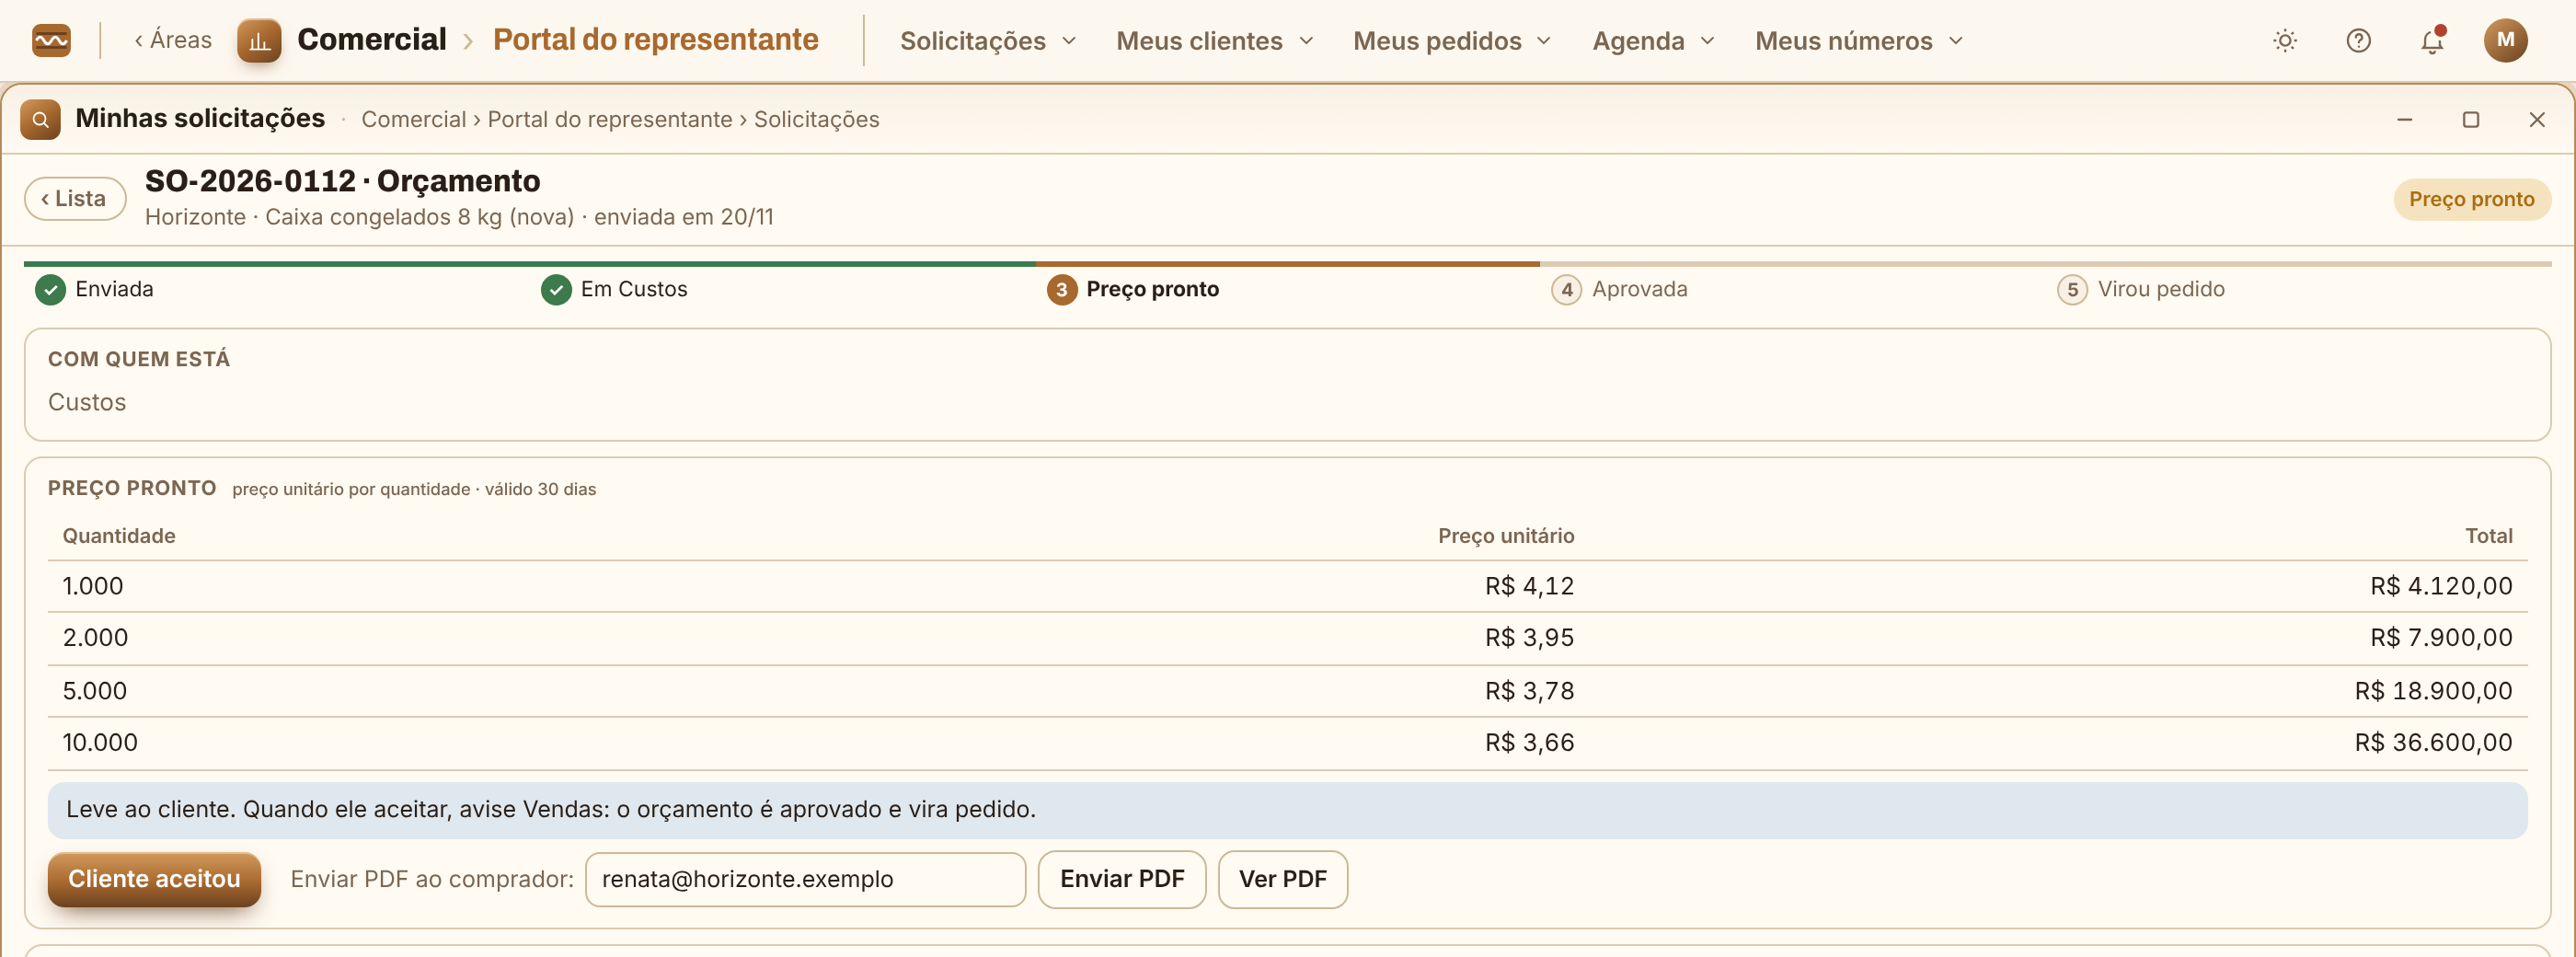 ‹ Áreas Comercial › Portal do representante Solicitações Meus clientes Meus pedidos Agenda Meus números M
Minhas solicitações · Comercial › Portal do representante › Solicitações
‹ Lista
SO-2026-0112 · Orçamento
Horizonte · Caixa congelados 8 kg (nova) · enviada em 20/11
Preço pronto
Enviada Em Custos 3 Preço pronto 4 Aprovada 5 Virou pedido
COM QUEM ESTÁ
Custos
PREÇO PRONTO preço unitário por quantidade · válido 30 dias
Quantidade Preço unitário Total
1.000 R$ 4,12 R$ 4.120,00
2.000 R$ 3,95 R$ 7.900,00
5.000 R$ 3,78 R$ 18.900,00
10.000 R$ 3,66 R$ 36.600,00
Leve ao cliente. Quando ele aceitar, avise Vendas: o orçamento é aprovado e vira pedido.
Cliente aceitou Enviar PDF ao comprador: renata@horizonte.exemplo Enviar PDF Ver PDF